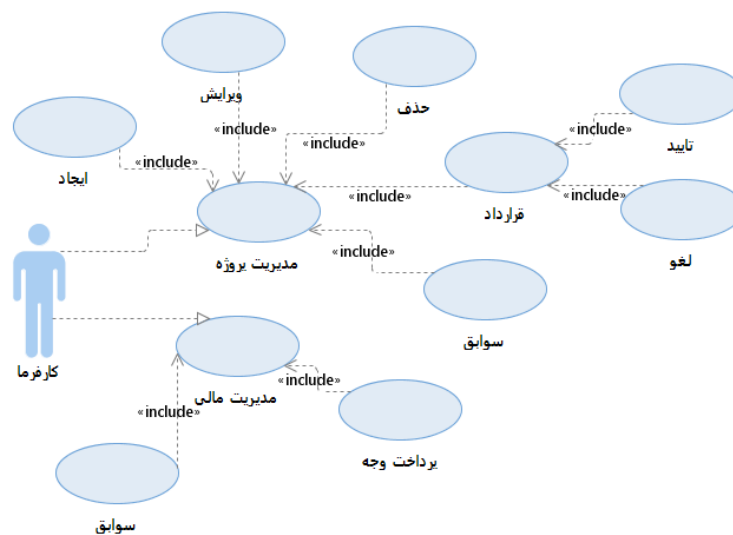 ویرایش
حذف
«include»
«include»
«include»
تایید
«include»
ایجاد
«include»
«include»
قرارداد
لغو
«include»
مدیریت پروژه
سوابق
کارفرما
«include»
مدیریت مالی
«include»
پرداخت وجه
سوابق